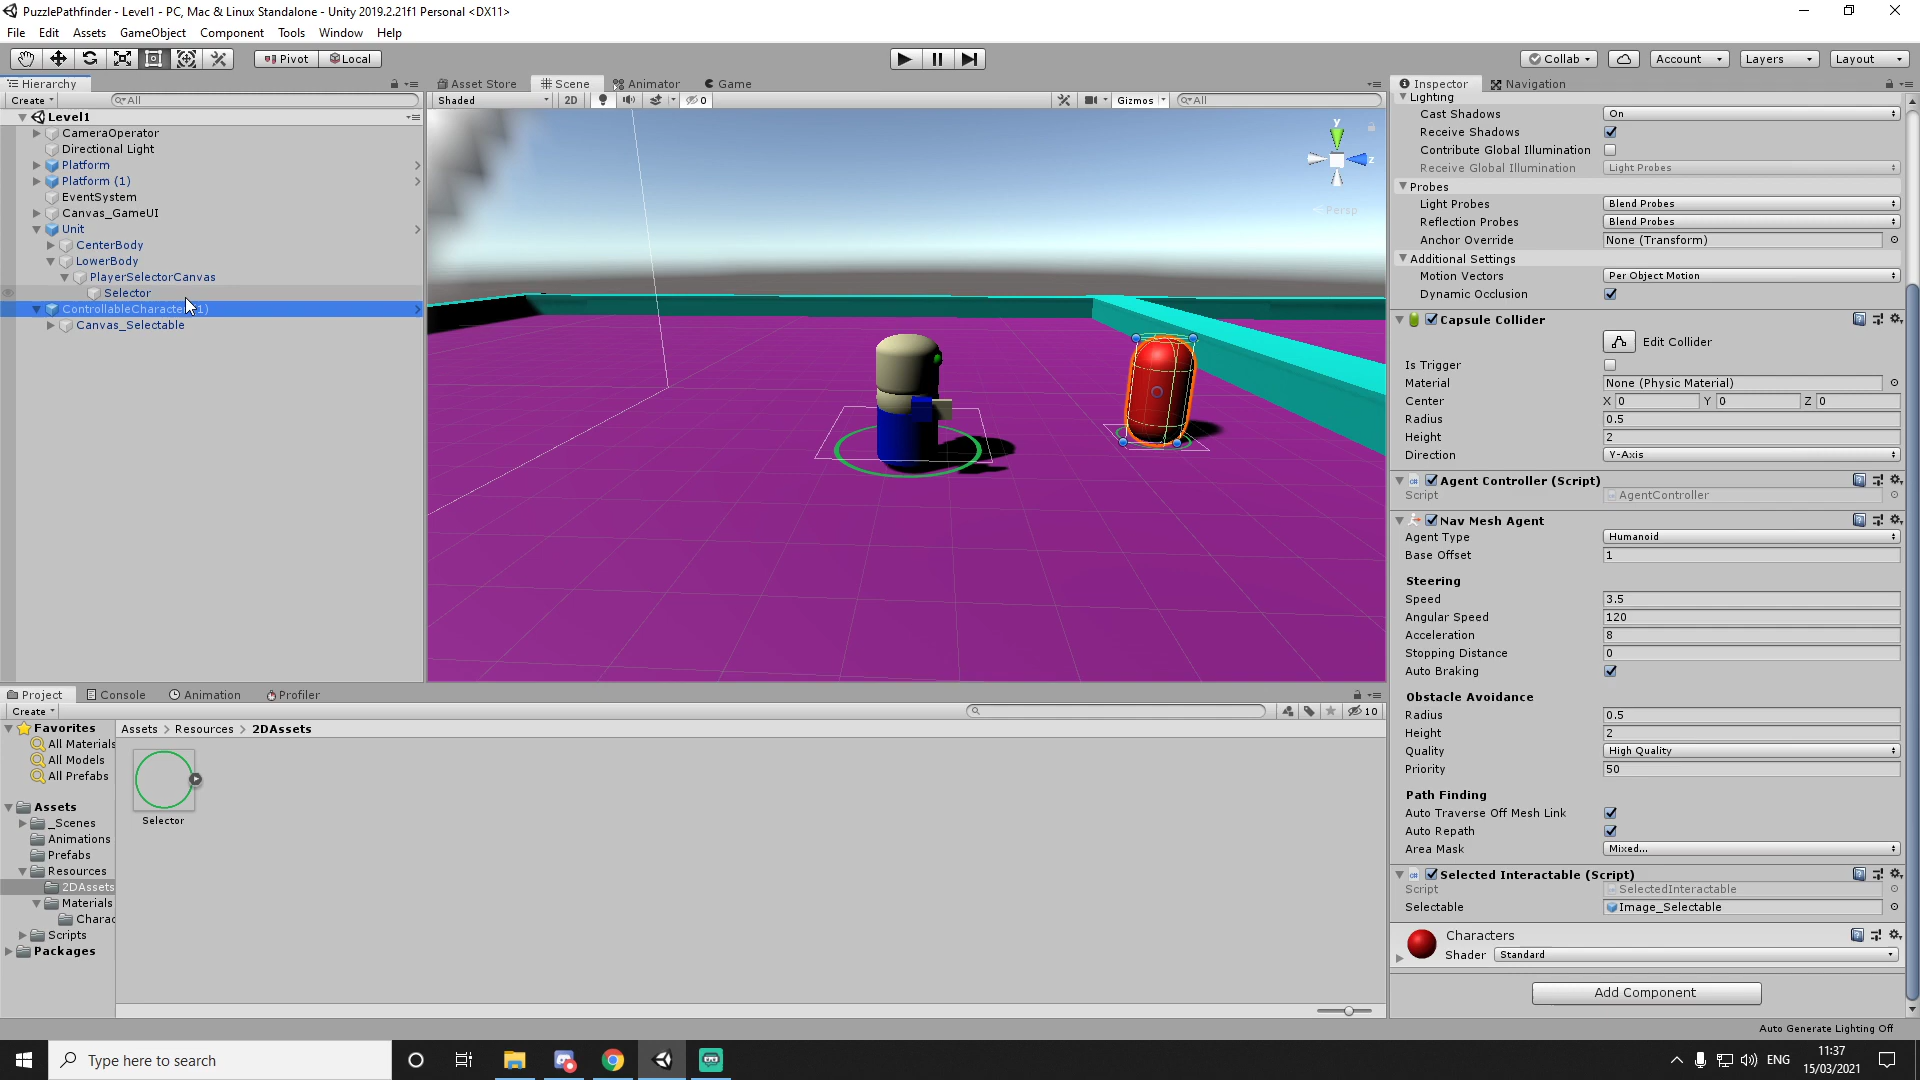 PuzzlePathfinder - Level1 - PC, Mac & Linux Standalone - Unity 2019.2.21f1 Personal <DX11>
File Edit Assets GameObject Component Tools Window Help
Pivot Local Collab Account Layers Layout
Hierarchy
Create All
Level1
CameraOperator
Directional Light
Platform
Platform (1)
EventSystem
Canvas_GameUI
Unit
CenterBody
LowerBody
PlayerSelectorCanvas
Selector
ControllableCharacte 1)
Canvas_Selectable
Asset Store Scene Animator Game
Shaded 2D 0 Gizmos All
y
z
Persp
Inspector Navigation
Lighting
Cast Shadows On
Receive Shadows
Contribute Global Illumination
Receive Global Illumination Light Probes
Probes
Light Probes Blend Probes
Reflection Probes Blend Probes
Anchor Override None (Transform)
Additional Settings
Motion Vectors Per Object Motion
Dynamic Occlusion
Capsule Collider
Edit Collider
Is Trigger
Material None (Physic Material)
Center X 0 Y 0 Z 0
Radius 0.5
Height 2
Direction Y-Axis
Agent Controller (Script)
Script AgentController
Nav Mesh Agent
Agent Type Humanoid
Base Offset 1
Steering
Speed 3.5
Angular Speed 120
Acceleration 8
Stopping Distance 0
Auto Braking
Obstacle Avoidance
Radius 0.5
Height 2
Quality High Quality
Priority 50
Path Finding
Auto Traverse Off Mesh Link
Auto Repath
Area Mask Mixed...
Selected Interactable (Script)
Script SelectedInteractable
Selectable Image_Selectable
Characters
Shader Standard
Add Component
Project Console Animation Profiler
Create 10
Favorites
All Materials
All Models
All Prefabs
Assets
_Scenes
Animations
Prefabs
Resources
2DAssets
Materials
Charac
Scripts
Packages
Assets > Resources > 2DAssets
Selector
Auto Generate Lighting Off
Type here to search
ENG
11:37
15/03/2021